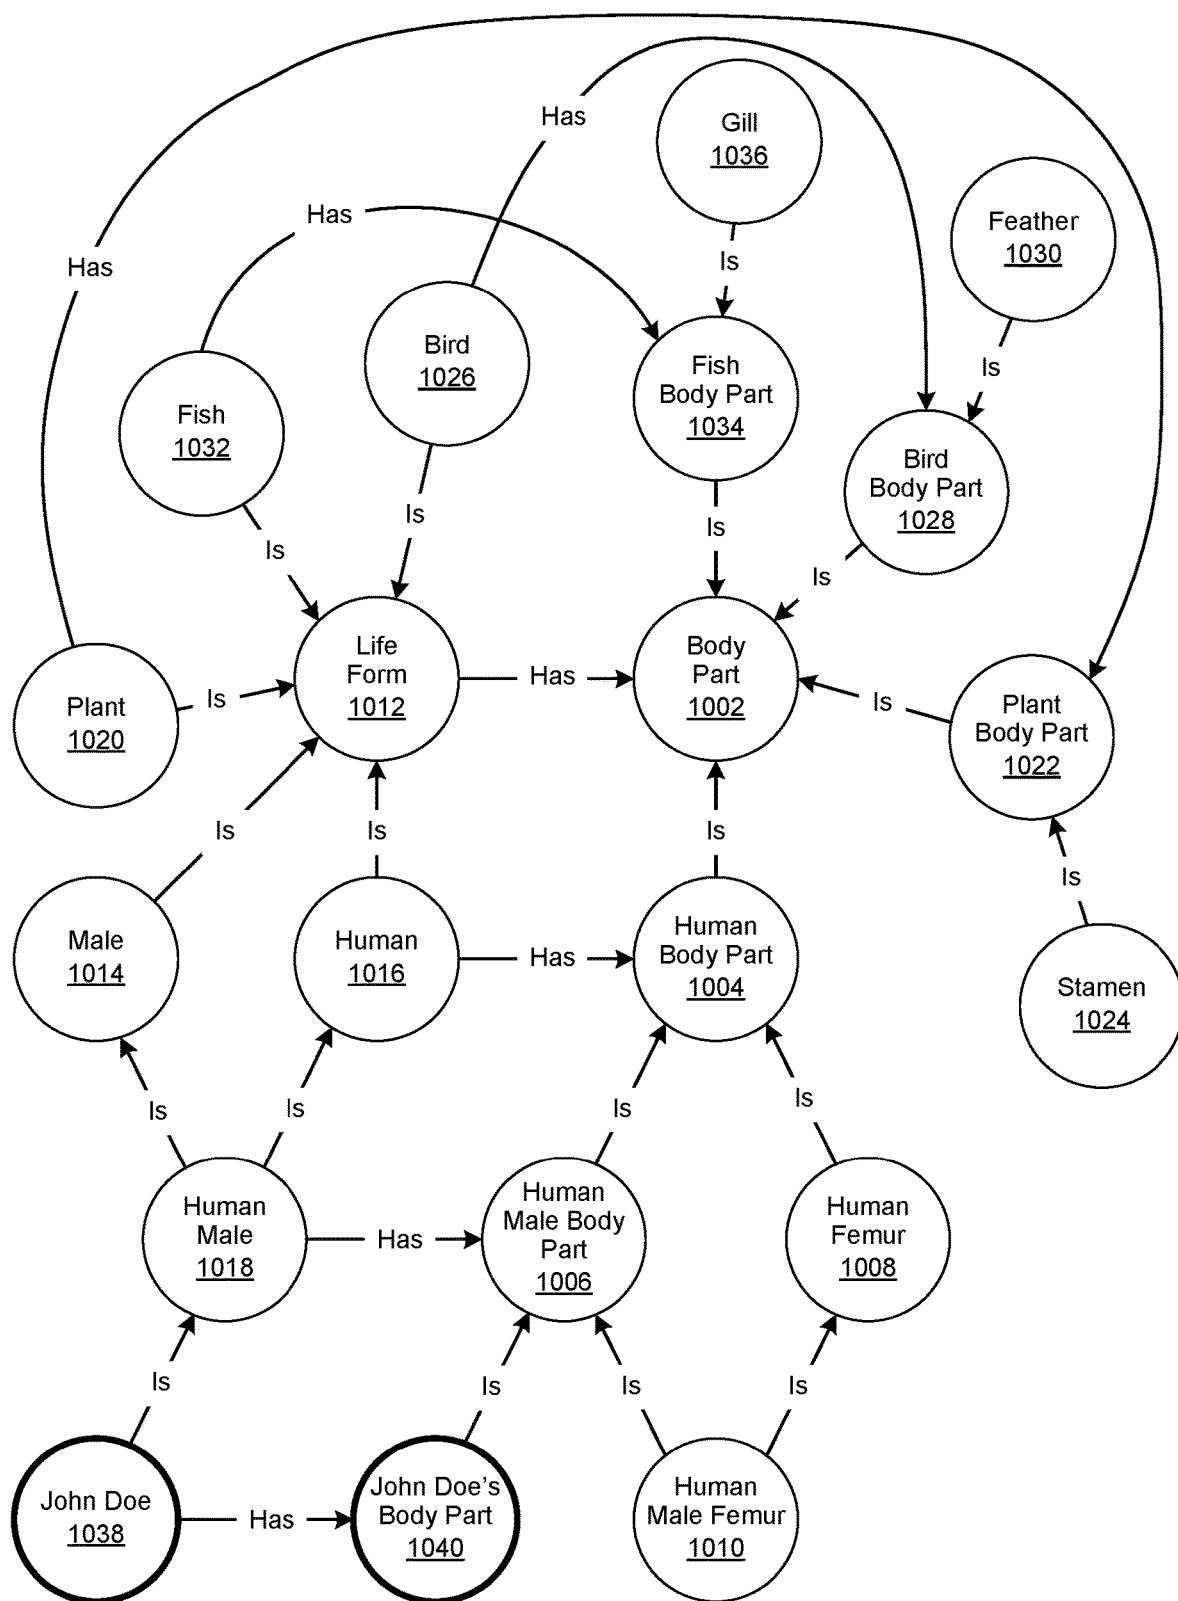 Has
Gill
1036
Has
Feather
1030
Has
Is
Bird
1026
Fish
Body Part
1034
Is
Fish
1032
Bird
Body Part
1028
Is
Is
Is
Is
Life
Form
1012
Has
Body
Part
1002
Plant
1020
Is
Is
Plant
Body Part
1022
Is
Is
Is
Is
Male
1014
Human
1016
Has
Human
Body Part
1004
Stamen
1024
Is
Is
Is
Is
Human
Male
1018
Has
Human
Male Body
Part
1006
Human
Femur
1008
Is
Is
Is
Is
John Doe
1038
Has
John Doe's
Body Part
1040
Human
Male Femur
1010